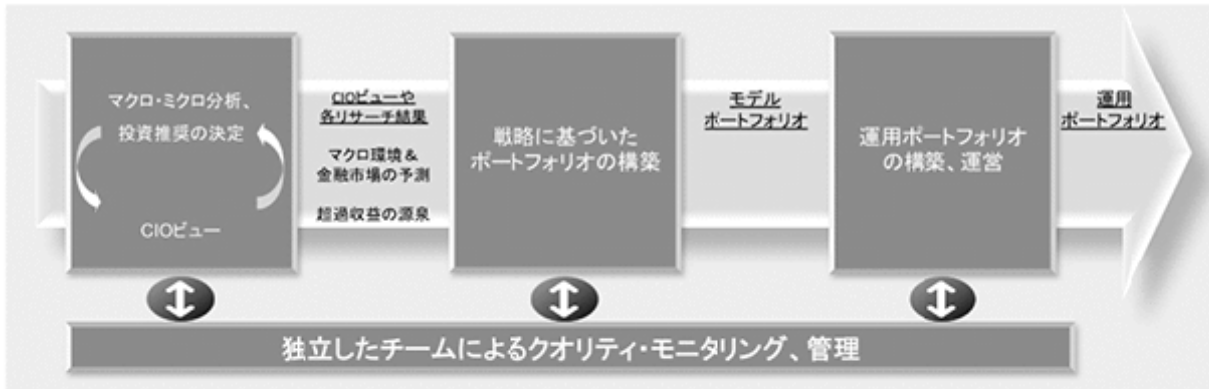 マクロ・ミクロ分析、
投資推奨の決定
CIOビュー
CIOビューや
各リサーチ結果
マクロ環境＆
金融市場の予測
超過収益の源泉
戦略に基づいた
ポートフォリオの構築
モデル
ポートフォリオ
運用ポートフォリオ
の構築、運営
運用
ポートフォリオ
独立したチームによるクオリティ・モニタリング、管理